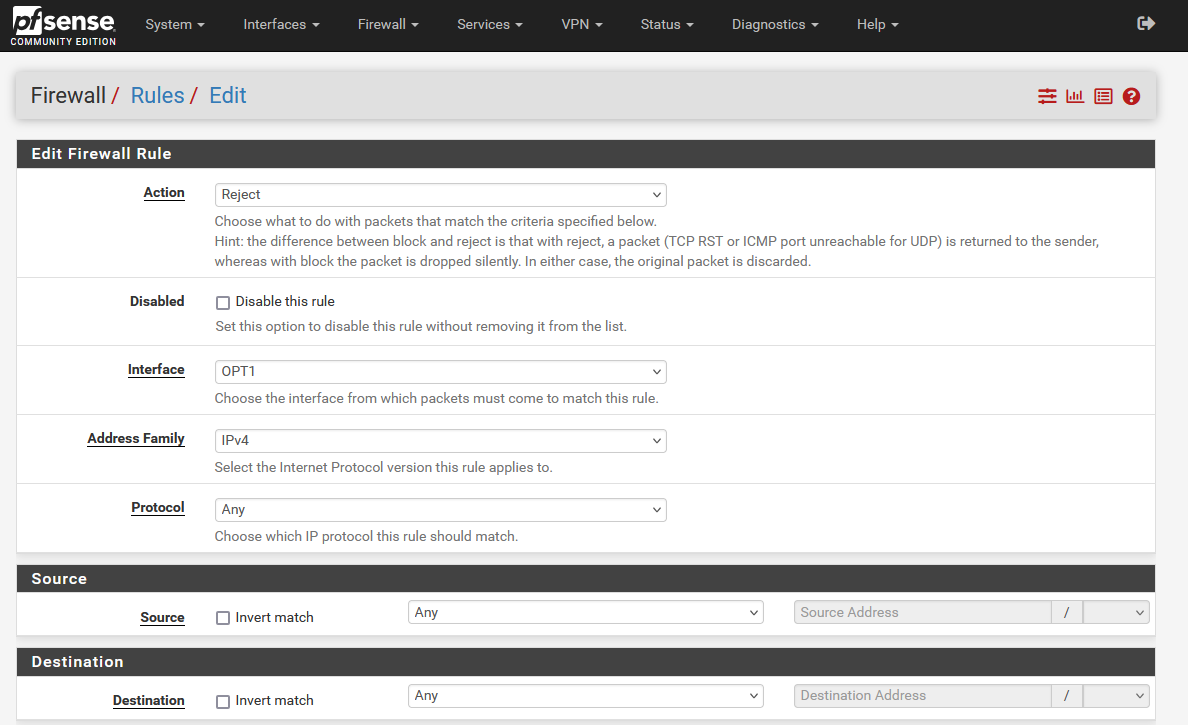 pfsense
COMMUNITY EDITION
System Interfaces Firewall Services VPN Status Diagnostics Help
Firewall / Rules / Edit
Edit Firewall Rule
Action Reject
Choose what to do with packets that match the criteria specified below.
Hint: the difference between block and reject is that with reject, a packet (TCP RST or ICMP port unreachable for UDP) is returned to the sender,
whereas with block the packet is dropped silently. In either case, the original packet is discarded.
Disabled Disable this rule
Set this option to disable this rule without removing it from the list.
Interface OPT1
Choose the interface from which packets must come to match this rule.
Address Family IPv4
Select the Internet Protocol version this rule applies to.
Protocol Any
Choose which IP protocol this rule should match.
Source
Source Invert match Any Source Address /
Destination
Destination Invert match Any Destination Address /